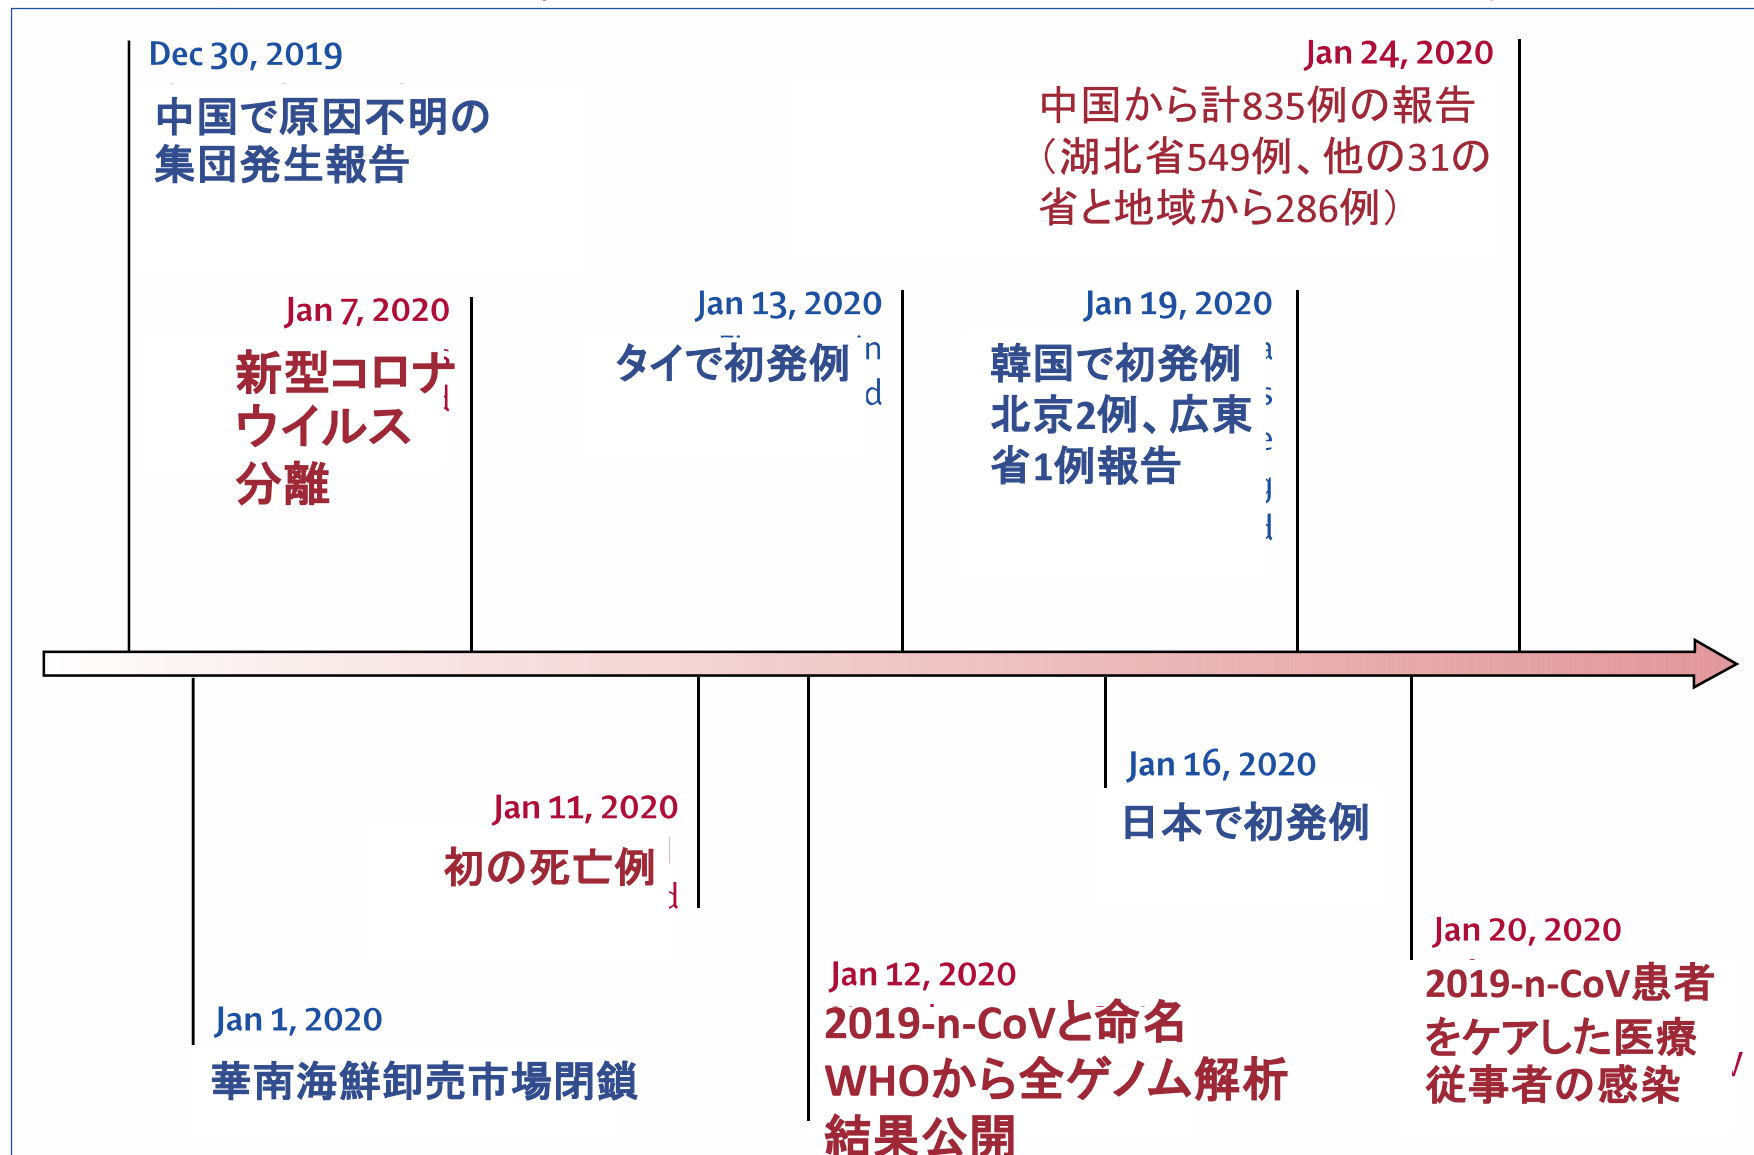 Dec 30, 2019
中国で原因不明の
集団発生報告
Jan 24, 2020
中国から計835例の報告
（湖北省549例、他の31の
省と地域から286例）
Jan 7, 2020
新型コロナ
ウイルス
分離
Jan 13, 2020
タイで初発例
Jan 19, 2020
韓国で初発例
北京2例、広東
省1例報告
Jan 16, 2020
日本で初発例
Jan 11, 2020
初の死亡例
Jan 20, 2020
2019-n-CoV患者
をケアした医療
従事者の感染
Jan 12, 2020
2019-n-CoVと命名
WHOから全ゲノム解析
結果公開
Jan 1, 2020
華南海鮮卸売市場閉鎖